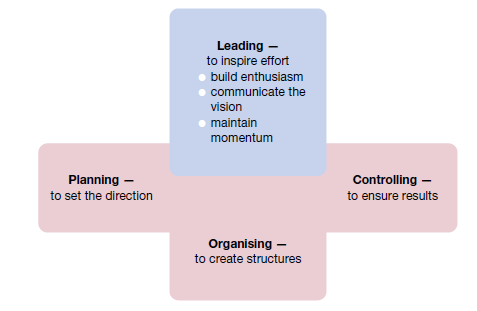 Leading —
to inspire effort
build enthusiasm
communicate the
vision
maintain
momentum
Planning —
to set the direction
Controlling —
to ensure results
Organising —
to create structures